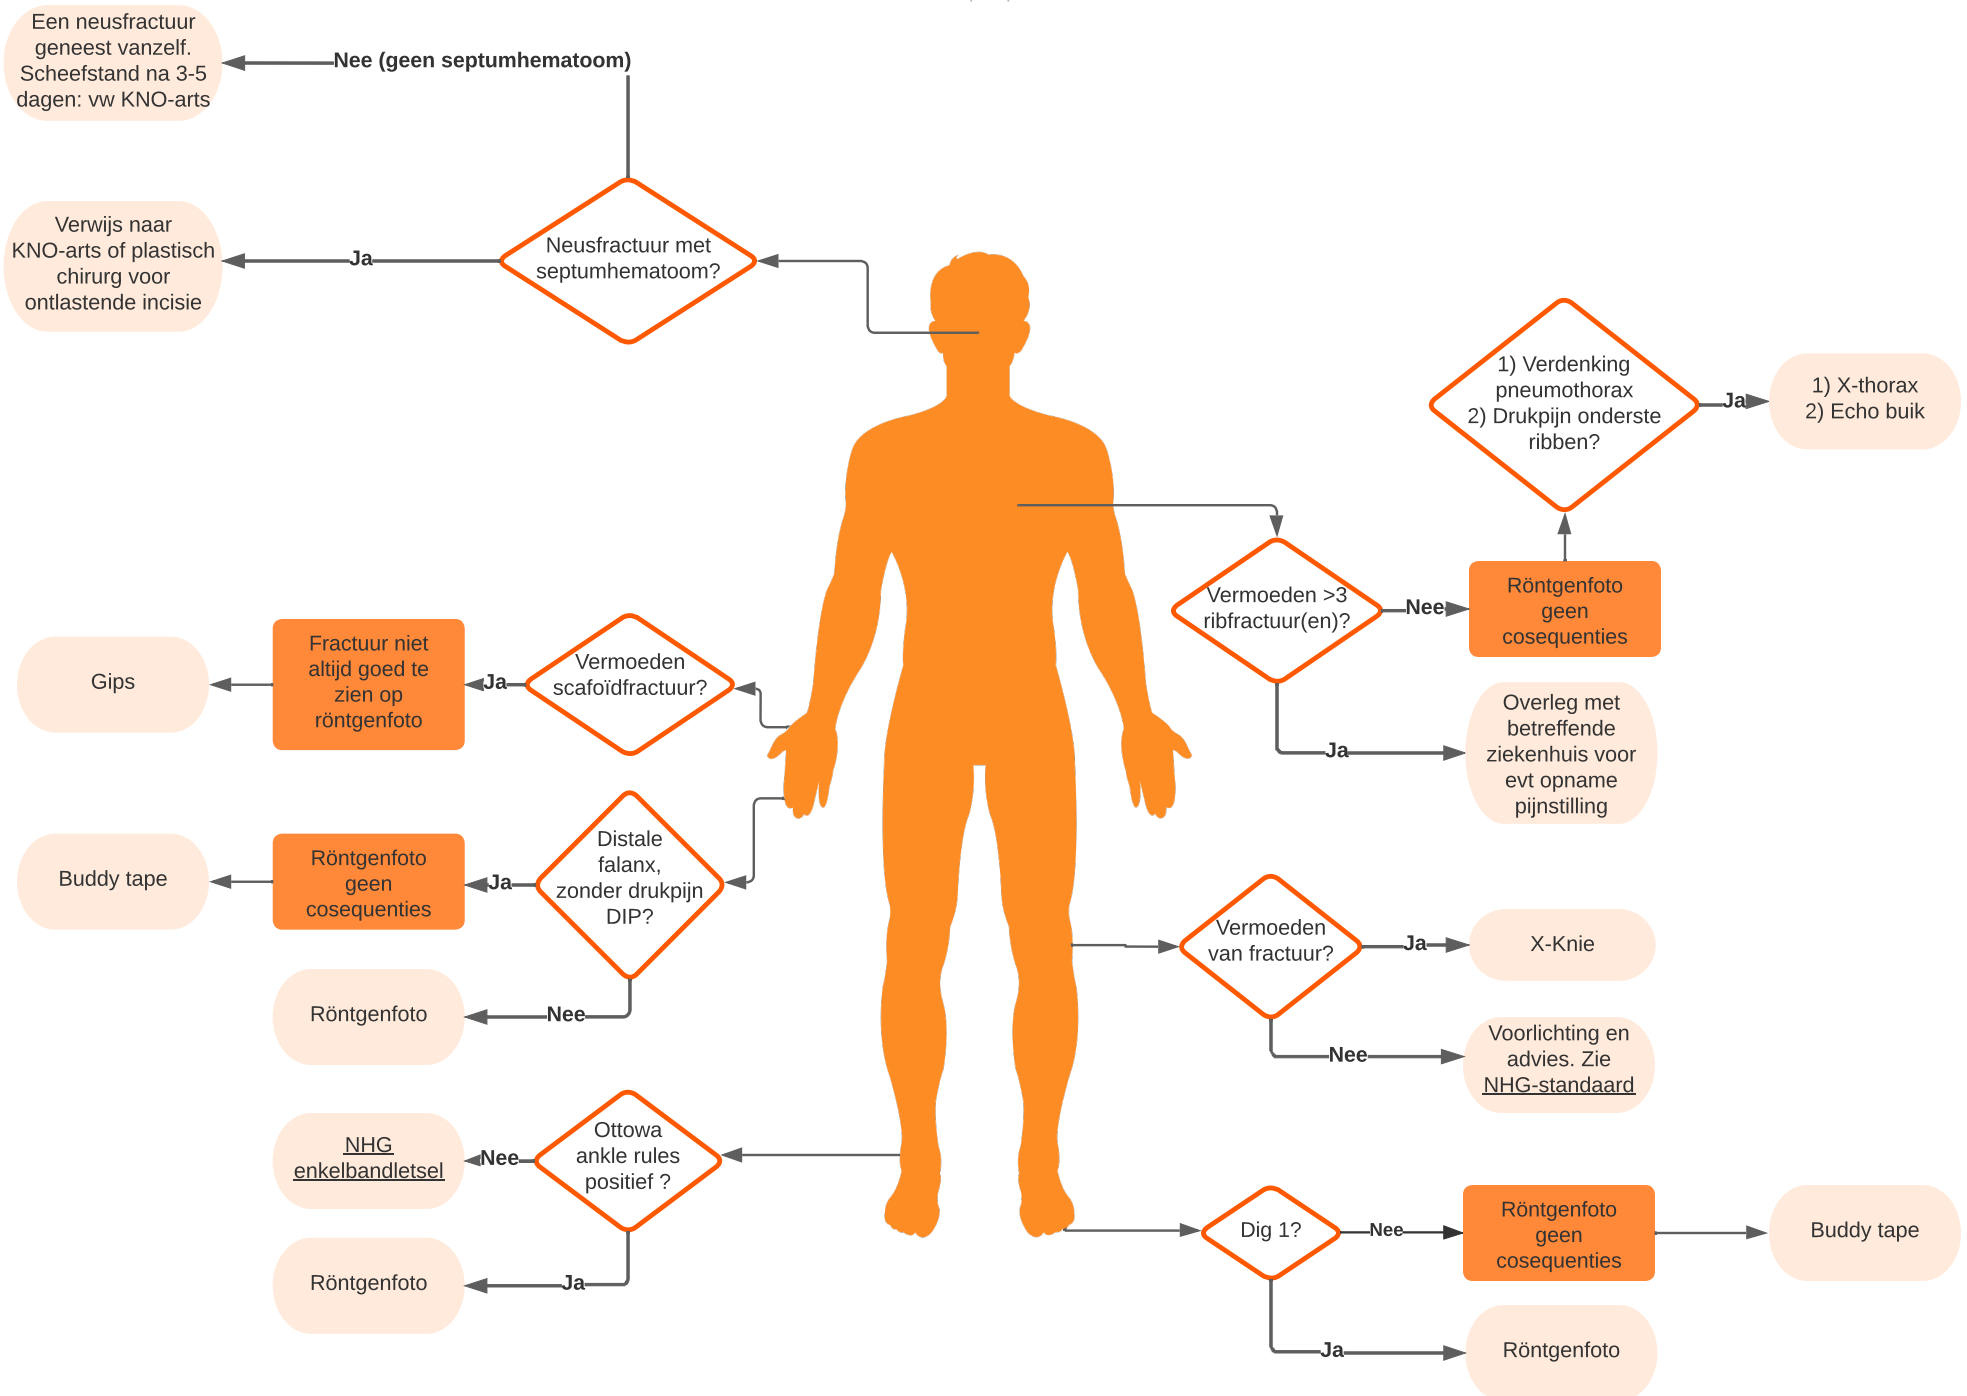 Een neusfractuur
geneest vanzelf.
Scheefstand na 3-5
dagen: vw KNO-arts
Nee (geen septumhematoom)
Verwijs naar
KNO-arts of plastisch
chirurg voor
ontlastende incisie
Ja
Neusfractuur met
septumhematoom?
1) Verdenking
pneumothorax
2) Drukpijn onderste
ribben?
Ja
1) X-thorax
2) Echo buik
Vermoeden >3
ribfractuur(en)?
Nee
Röntgenfoto
geen
cosequenties
Ja
Overleg met
betreffende
ziekenhuis voor
evt opname
pijnstilling
Gips
Fractuur niet
altijd goed te
zien op
röntgenfoto
Ja
Vermoeden
scafoïdfractuur?
Buddy tape
Röntgenfoto
geen
cosequenties
Ja
Distale
falanx,
zonder drukpijn
DIP?
Röntgenfoto
Nee
Vermoeden
van fractuur?
Ja
X-Knie
Nee
Voorlichting en
advies. Zie
NHG-standaard
NHG
enkelbandletsel
Nee
Ottowa
ankle rules
positief ?
Röntgenfoto
Ja
Dig 1?
Nee
Röntgenfoto
geen
cosequenties
Buddy tape
Ja
Röntgenfoto